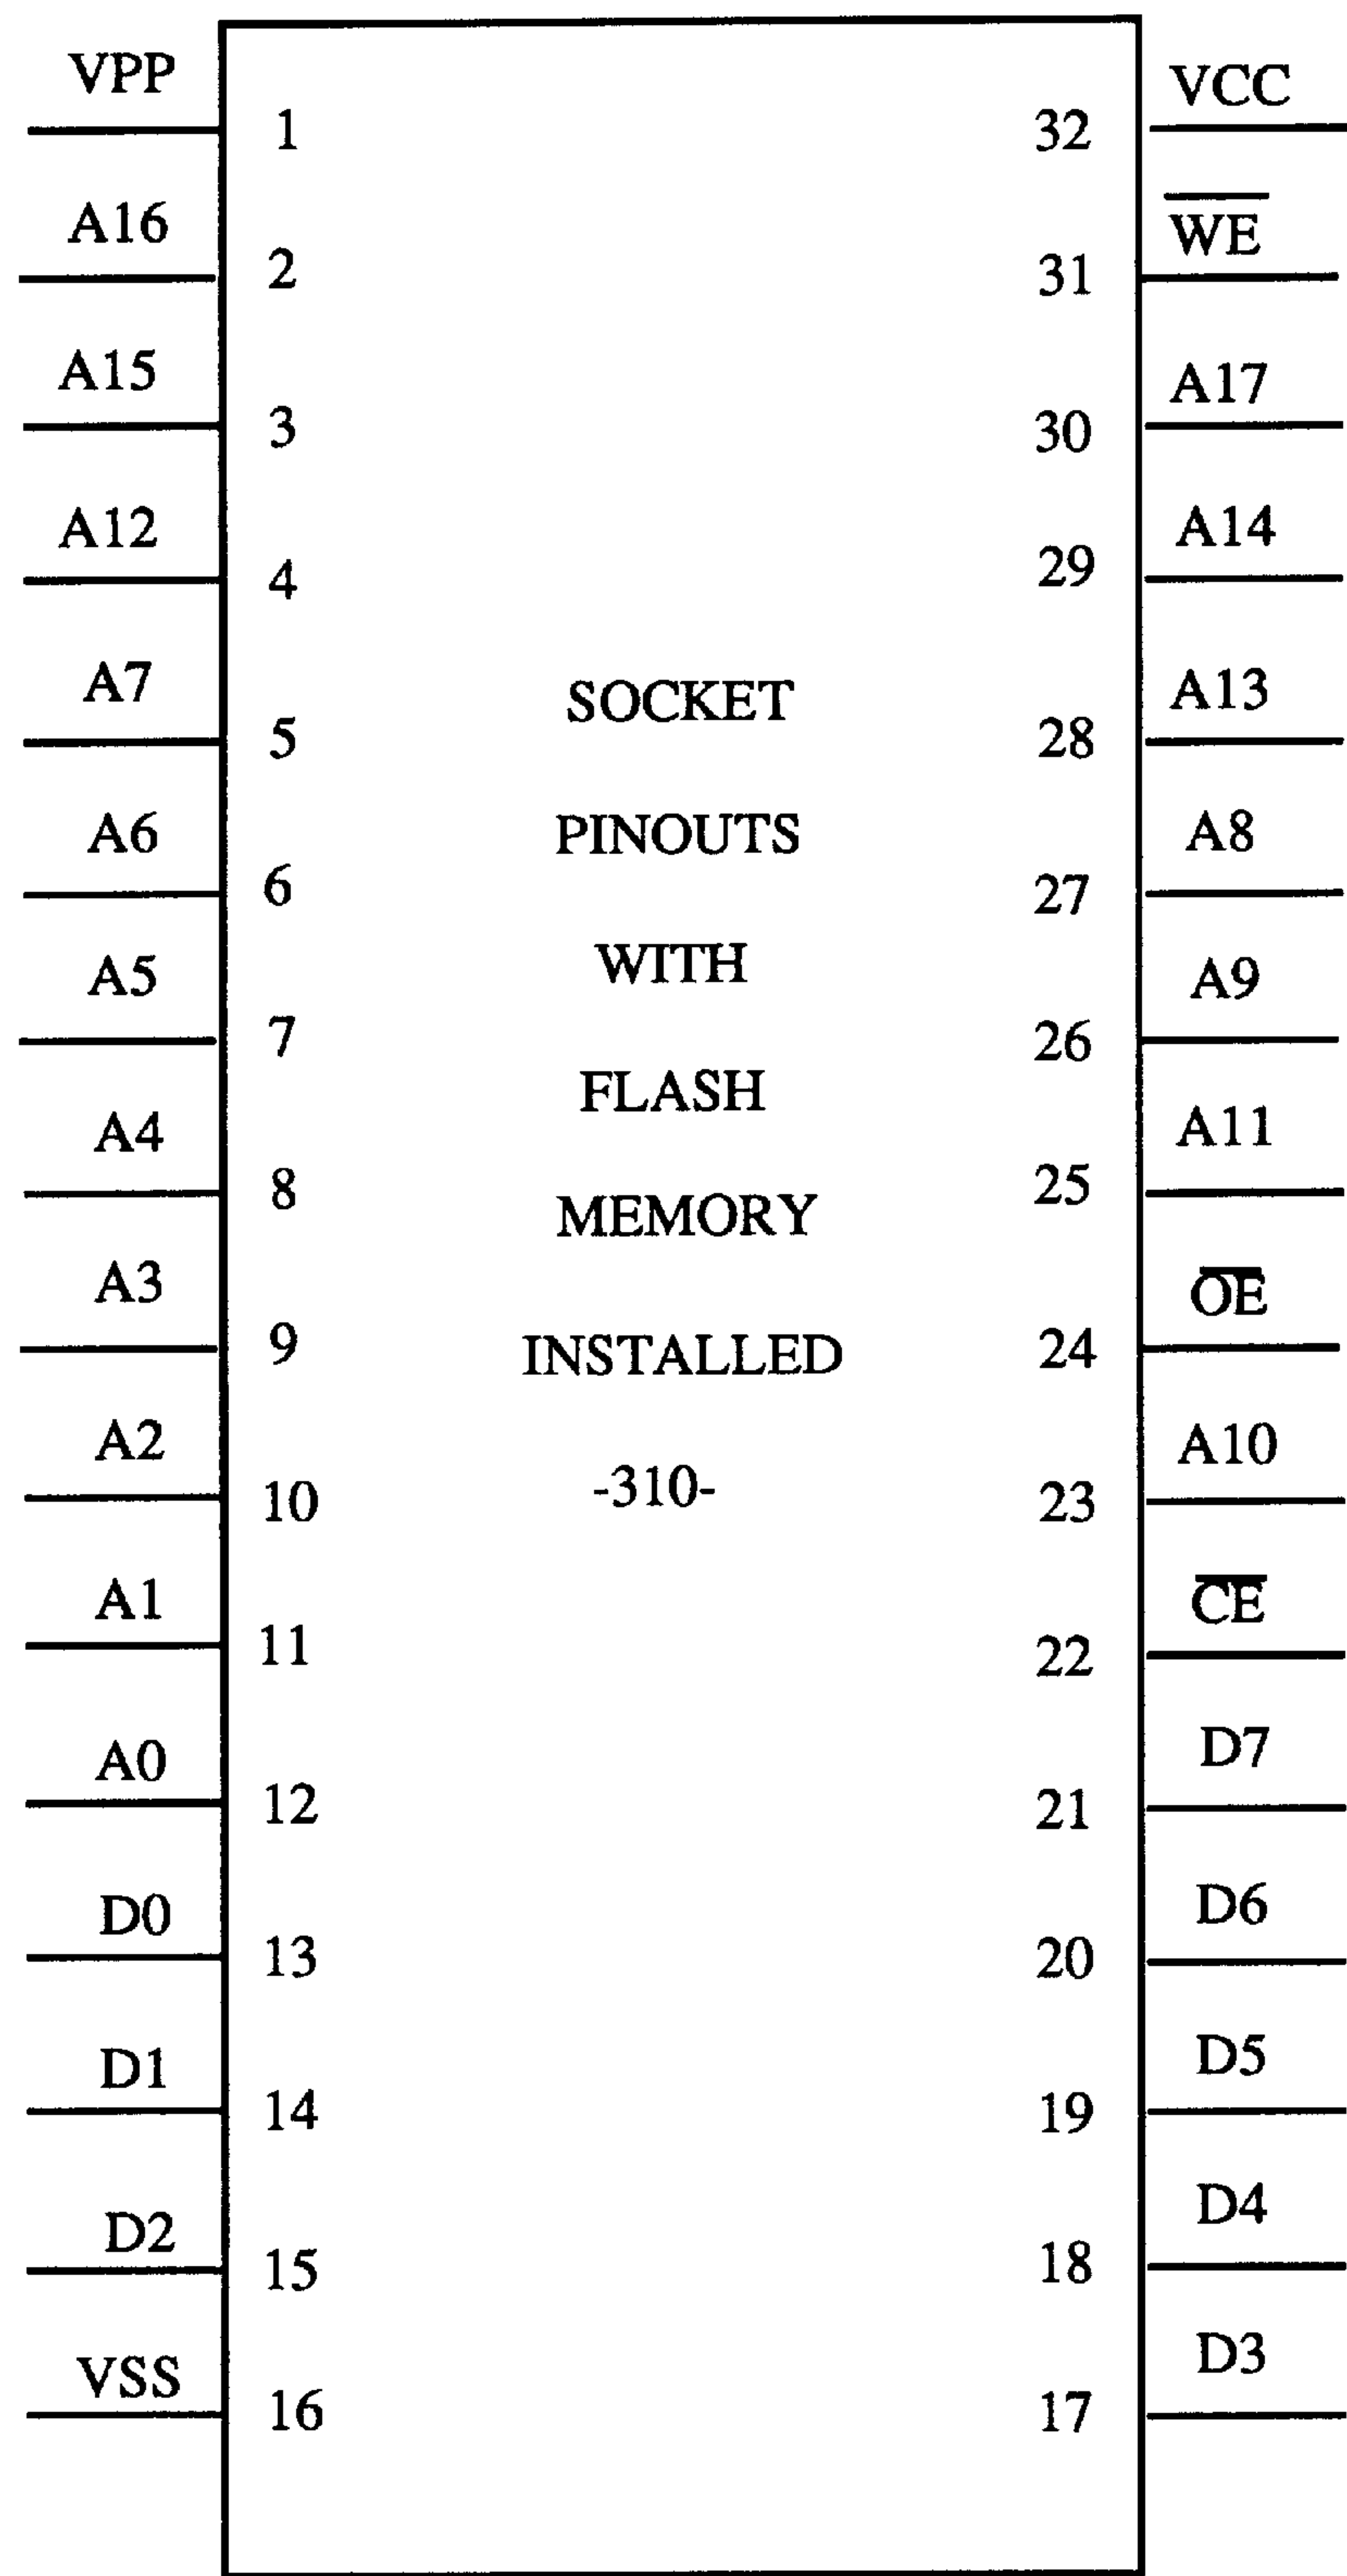 VPP 1 32 VCC
A16 2 31 W̅E̅
A15 3 30 A17
A12 4 29 A14
A7 5 28 A13
A6 6 27 A8
A5 7 26 A9
A4 8 25 A11
A3 9 24 O̅E̅
A2 10 23 A10
A1 11 22 C̅E̅
A0 12 21 D7
D0 13 20 D6
D1 14 19 D5
D2 15 18 D4
VSS 16 17 D3
SOCKET
PINOUTS
WITH
FLASH
MEMORY
INSTALLED
-310-